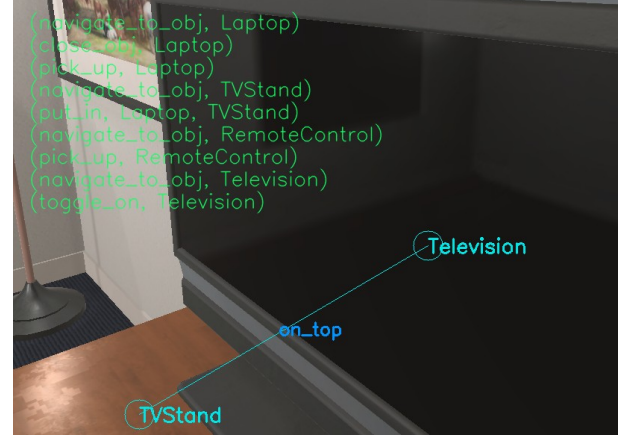 (navigate_to_obj, Laptop)
(close_obj, Laptop)
(pick_up, Laptop)
(navigate_to_obj, TVStand)
(put_in, Laptop, TVStand)
(navigate_to_obj, RemoteControl)
(pick_up, RemoteControl)
(navigate_to_obj, Television)
(toggle_on, Television)
Television
on_top
TVStand